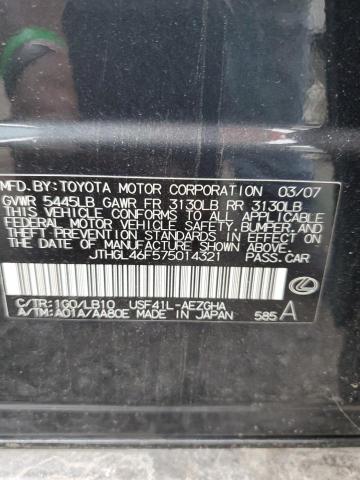 MFD. BY: TOYOTA MOTOR CORPORATION 03/07
GVWR 5445LB GAWR FR 3130LB RR 3130LB
THIS VEHICLE CONFORMS TO ALL APPLICABLE
FEDERAL MOTOR VEHICLE SAFETY, BUMPER, AND
THEFT PREVENTION STANDARDS IN EFFECT ON
THE DATE OF MANUFACTURE SHOWN ABOVE.
JTHGL46F575014321 PASS. CAR
C/TR: 1G0/LB10 USF41L-AEZGHA
A/TM: A01A/AA80E MADE IN JAPAN 585 A